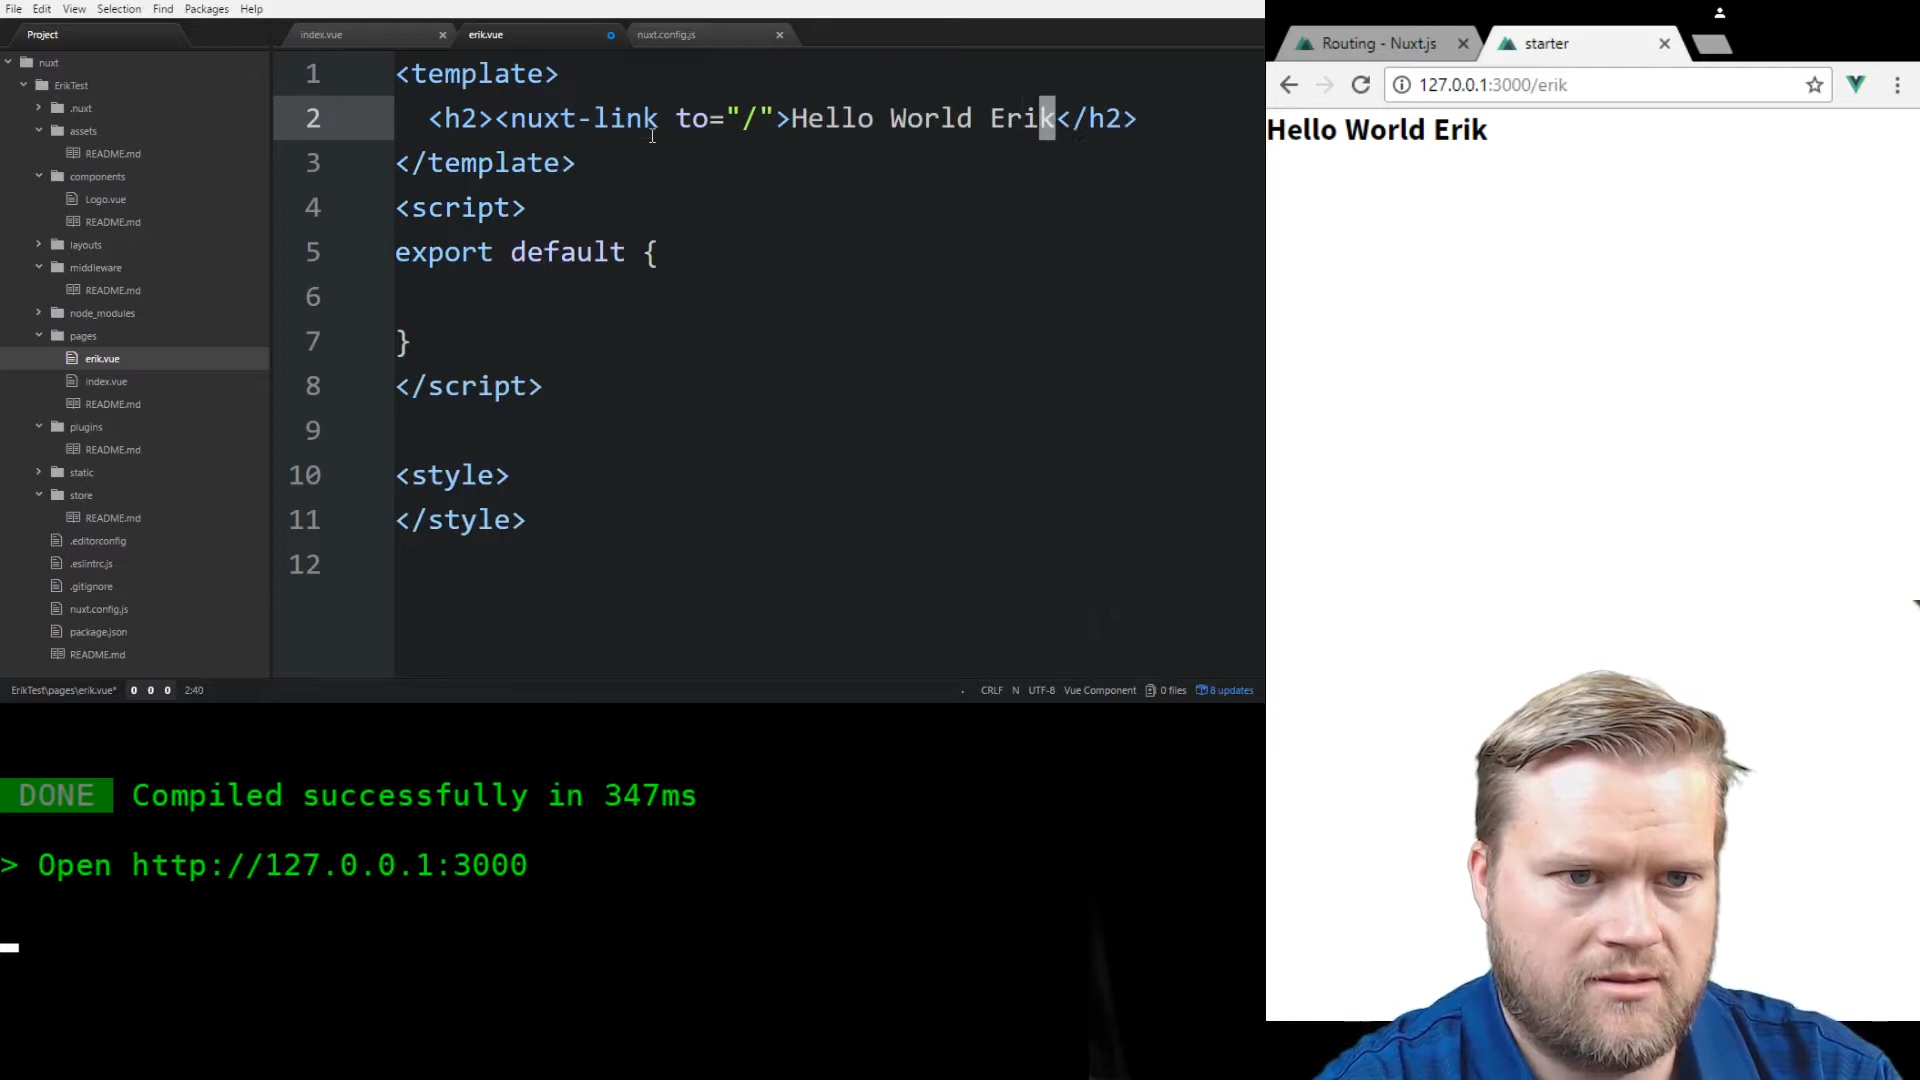 File Edit View Selection Find Packages Help
Project
nuxt
ErikTest
.nuxt
assets
README.md
components
Logo.vue
README.md
layouts
middleware
README.md
node_modules
pages
erik.vue
index.vue
README.md
plugins
README.md
static
store
README.md
.editorconfig
.eslintrc.js
.gitignore
nuxt.config.js
package.json
README.md
index.vue erik.vue nuxt.config.js
1 <template>
2 <h2><nuxt-link to="/">Hello World Erik</h2>
3 </template>
4 <script>
5 export default {
6
7 }
8 </script>
9
10 <style>
11 </style>
12
ErikTest\pages\erik.vue* 0 0 0 2:40 . CRLF N UTF-8 Vue Component 0 files 8 updates
DONE Compiled successfully in 347ms
> Open http://127.0.0.1:3000
Routing - Nuxt.js starter
127.0.0.1:3000/erik
Hello World Erik